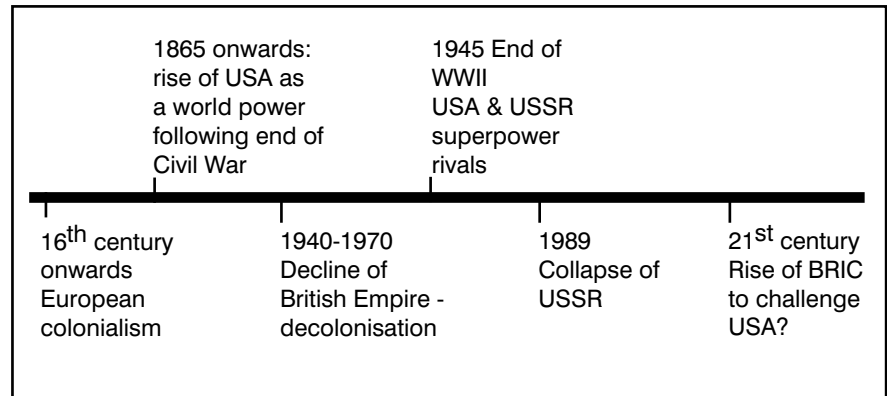 1865 onwards:
rise of USA as
a world power
following end of
Civil War
1945 End of
WWII
USA & USSR
superpower
rivals
16th century
onwards
European
colonialism
1940-1970
Decline of
British Empire -
decolonisation
1989
Collapse of
USSR
21st century
Rise of BRIC
to challenge
USA?